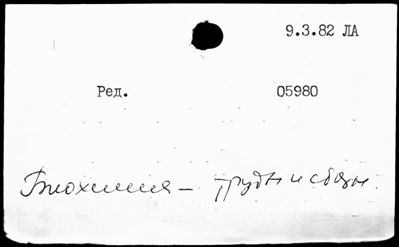 9.3.82 ЛА
Ред. 05980
Биохимия — труды и сборн.